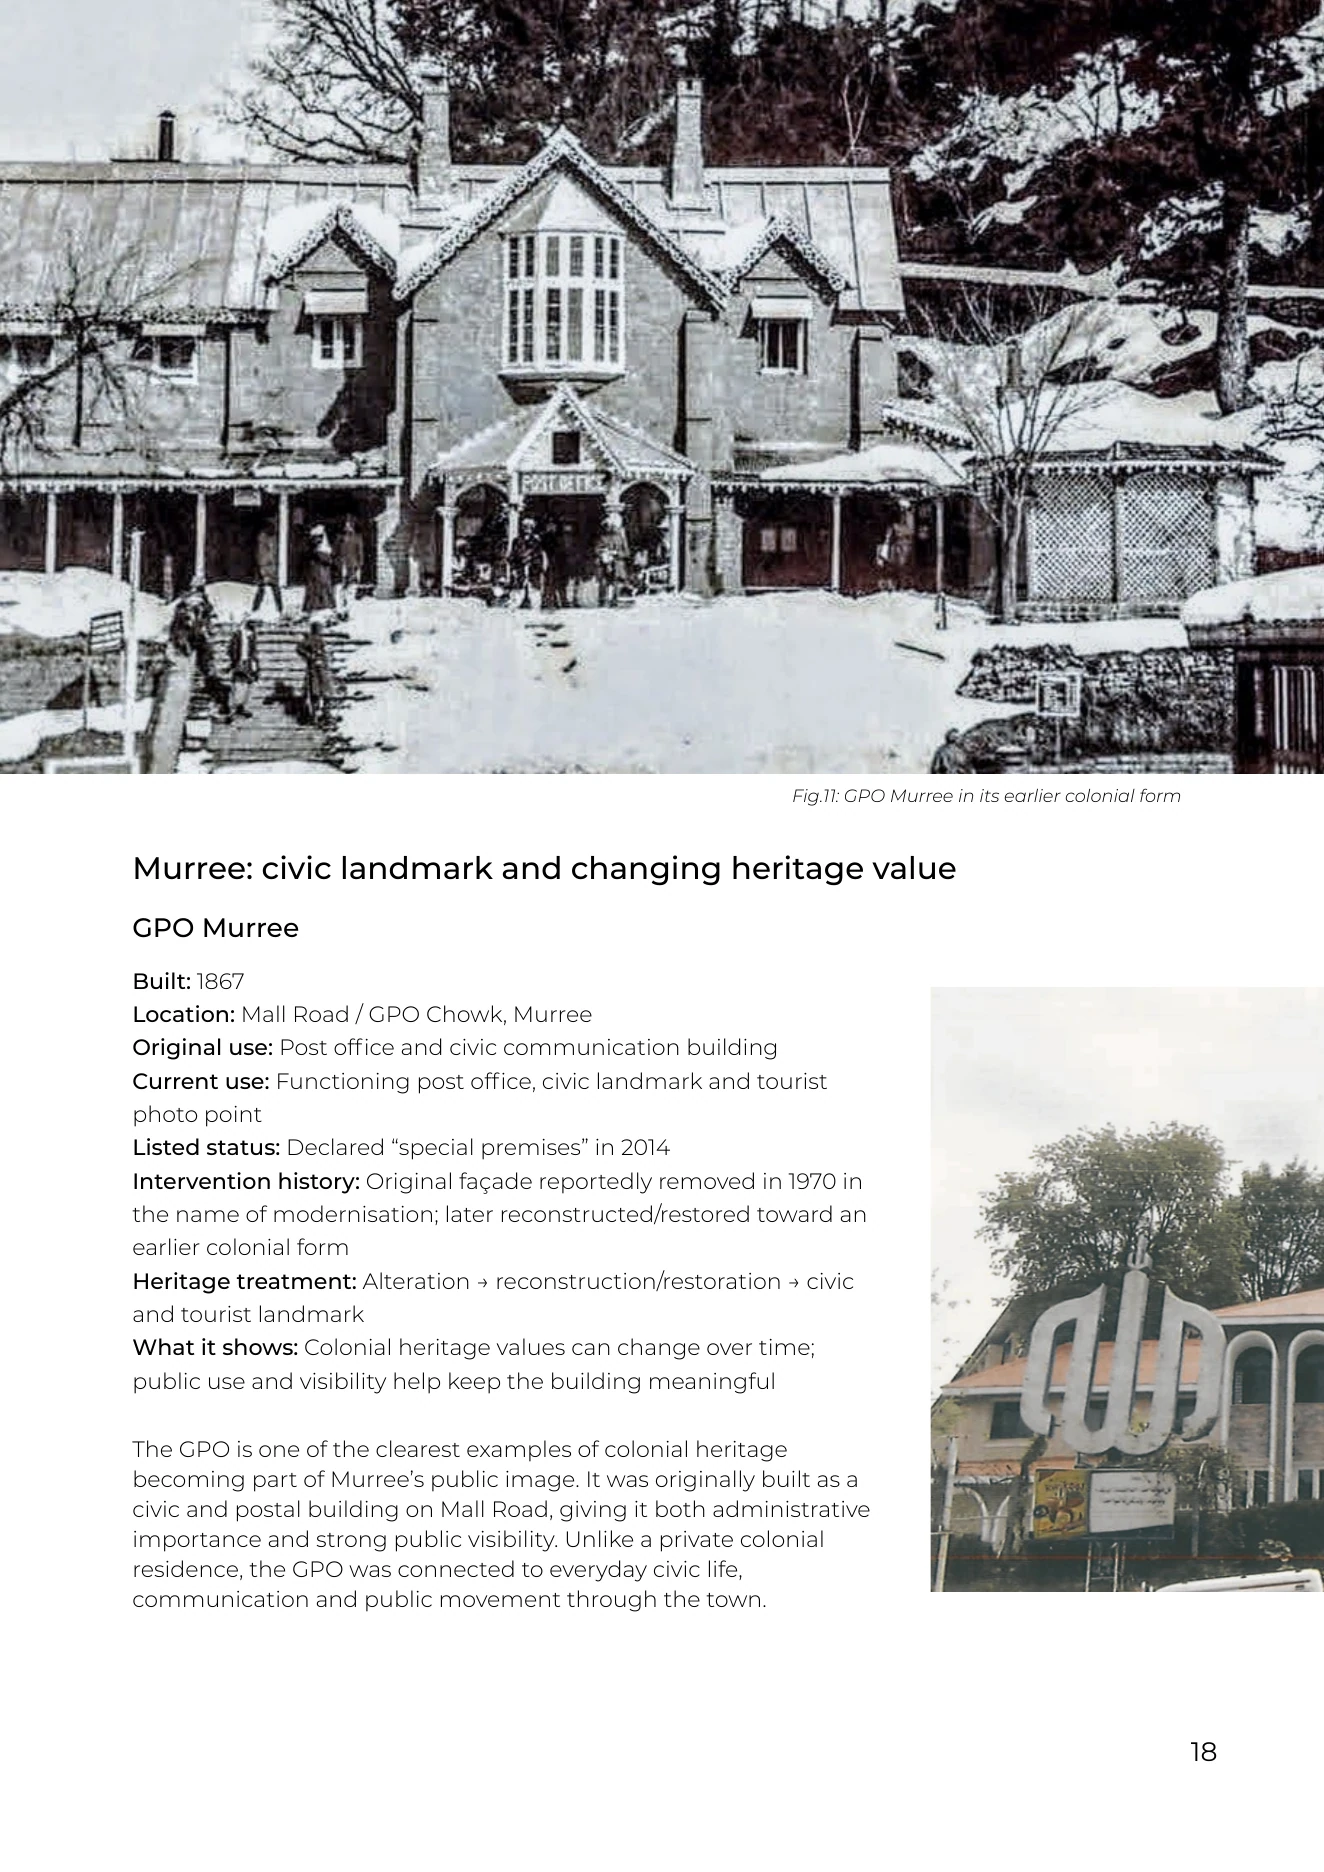 Fig.11: GPO Murree in its earlier colonial form
Murree: civic landmark and changing heritage value
GPO Murree
Built: 1867
Location: Mall Road / GPO Chowk, Murree
Original use: Post office and civic communication building
Current use: Functioning post office, civic landmark and tourist
photo point
Listed status: Declared “special premises” in 2014
Intervention history: Original façade reportedly removed in 1970 in
the name of modernisation; later reconstructed/restored toward an
earlier colonial form
Heritage treatment: Alteration → reconstruction/restoration → civic
and tourist landmark
What it shows: Colonial heritage values can change over time;
public use and visibility help keep the building meaningful
The GPO is one of the clearest examples of colonial heritage
becoming part of Murree’s public image. It was originally built as a
civic and postal building on Mall Road, giving it both administrative
importance and strong public visibility. Unlike a private colonial
residence, the GPO was connected to everyday civic life,
communication and public movement through the town.
الله
18